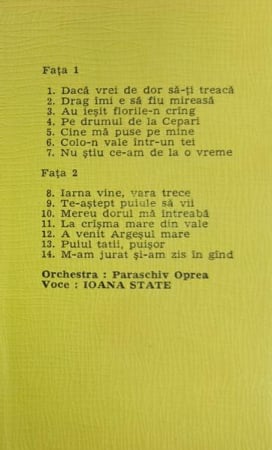 Fața 1
1. Dacă vrei de dor să-ți treacă
2. Drag îmi e să fiu mireasă
3. Au ieșit florile-n crîng
4. Pe drumul de la Cepari
5. Cine mă puse pe mine
6. Colo-n vale într-un tei
7. Nu știu ce-am de la o vreme
Fața 2
8. Iarna vine, vara trece
9. Te-aștept puiule să vii
10. Mereu dorul mă întreabă
11. La crîșma mare din vale
12. A venit Argeșul mare
13. Puiul tatii, puișor
14. M-am jurat și-am zis în gînd
Orchestra : Paraschiv Oprea
Voce : IOANA STATE